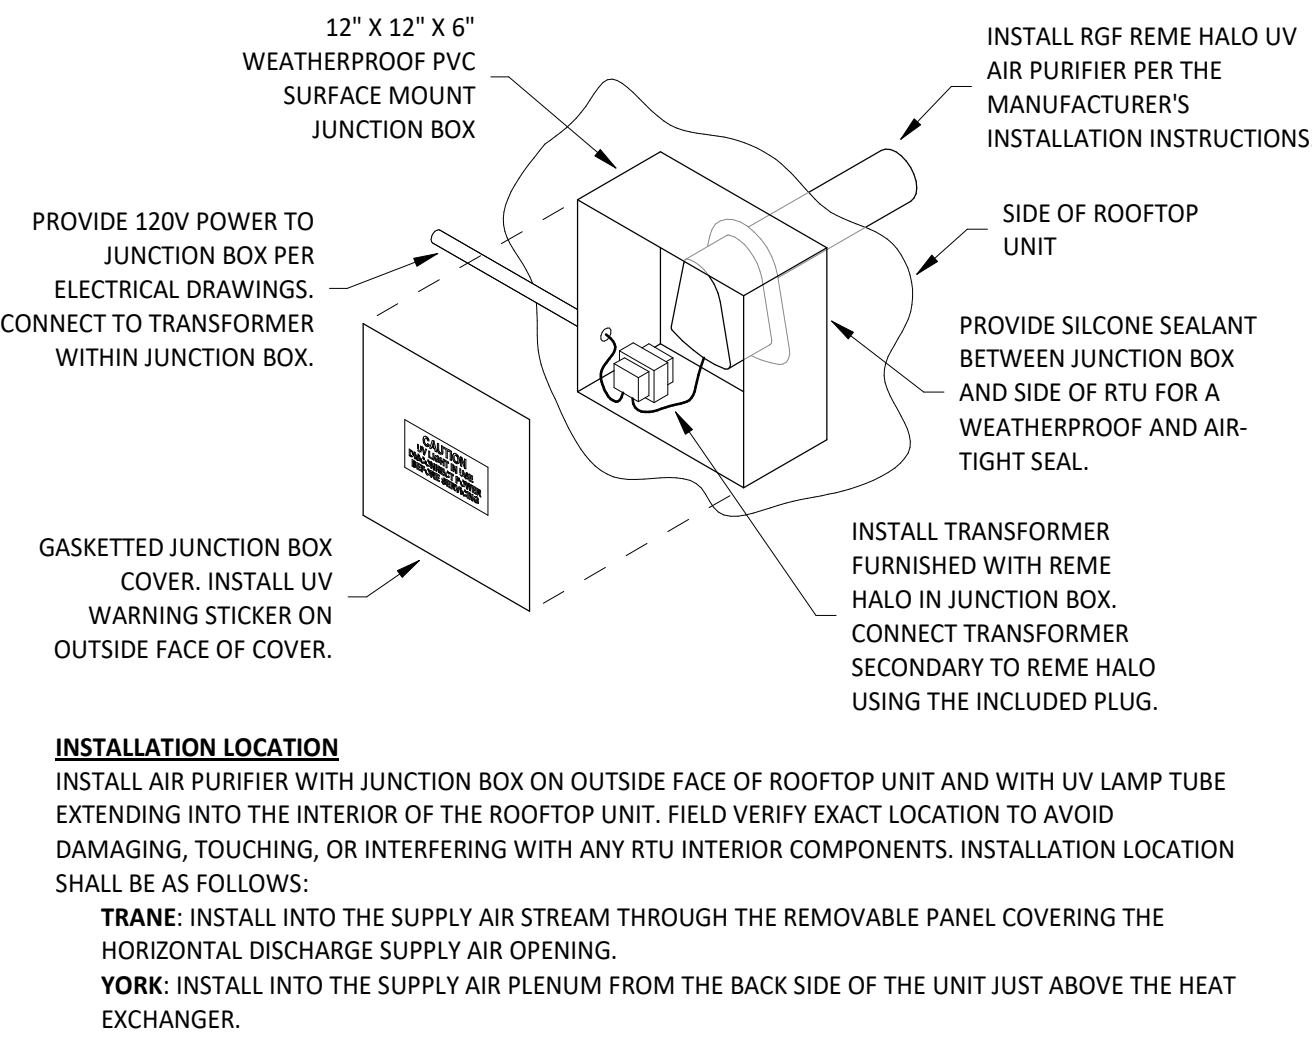 12" X 12" X 6"
WEATHERPROOF PVC
SURFACE MOUNT
JUNCTION BOX
INSTALL RGF REME HALO UV
AIR PURIFIER PER THE
MANUFACTURER'S
INSTALLATION INSTRUCTIONS
PROVIDE 120V POWER TO
JUNCTION BOX PER
ELECTRICAL DRAWINGS.
CONNECT TO TRANSFORMER
WITHIN JUNCTION BOX.
SIDE OF ROOFTOP
UNIT
PROVIDE SILCONE SEALANT
BETWEEN JUNCTION BOX
AND SIDE OF RTU FOR A
WEATHERPROOF AND AIR-
TIGHT SEAL.
CAUTION
UV LIGHT IN USE
DISCONNECT POWER
BEFORE SERVICING
GASKETTED JUNCTION BOX
COVER. INSTALL UV
WARNING STICKER ON
OUTSIDE FACE OF COVER.
INSTALL TRANSFORMER
FURNISHED WITH REME
HALO IN JUNCTION BOX.
CONNECT TRANSFORMER
SECONDARY TO REME HALO
USING THE INCLUDED PLUG.
INSTALLATION LOCATION
INSTALL AIR PURIFIER WITH JUNCTION BOX ON OUTSIDE FACE OF ROOFTOP UNIT AND WITH UV LAMP TUBE
EXTENDING INTO THE INTERIOR OF THE ROOFTOP UNIT. FIELD VERIFY EXACT LOCATION TO AVOID
DAMAGING, TOUCHING, OR INTERFERING WITH ANY RTU INTERIOR COMPONENTS. INSTALLATION LOCATION
SHALL BE AS FOLLOWS:
TRANE: INSTALL INTO THE SUPPLY AIR STREAM THROUGH THE REMOVABLE PANEL COVERING THE
HORIZONTAL DISCHARGE SUPPLY AIR OPENING.
YORK: INSTALL INTO THE SUPPLY AIR PLENUM FROM THE BACK SIDE OF THE UNIT JUST ABOVE THE HEAT
EXCHANGER.